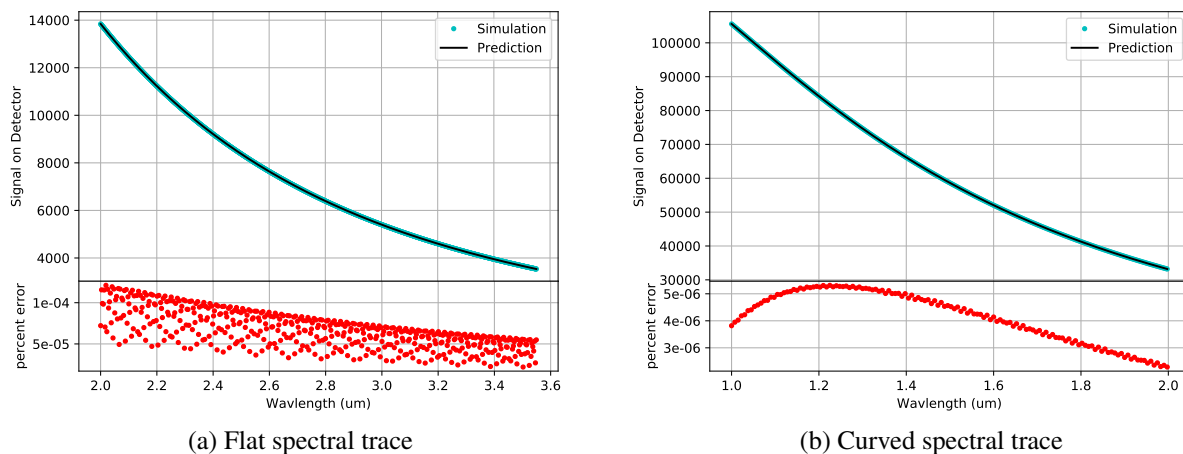 14000
12000
10000
8000
6000
4000
Signal on Detector
Simulation
Prediction
1e-04
5e-05
percent error
2.0 2.2 2.4 2.6 2.8 3.0 3.2 3.4 3.6
Wavlength (um)
(a) Flat spectral trace
100000
90000
80000
70000
60000
50000
40000
30000
Signal on Detector
Simulation
Prediction
5e-06
4e-06
3e-06
percent error
1.0 1.2 1.4 1.6 1.8 2.0
Wavlength (um)
(b) Curved spectral trace